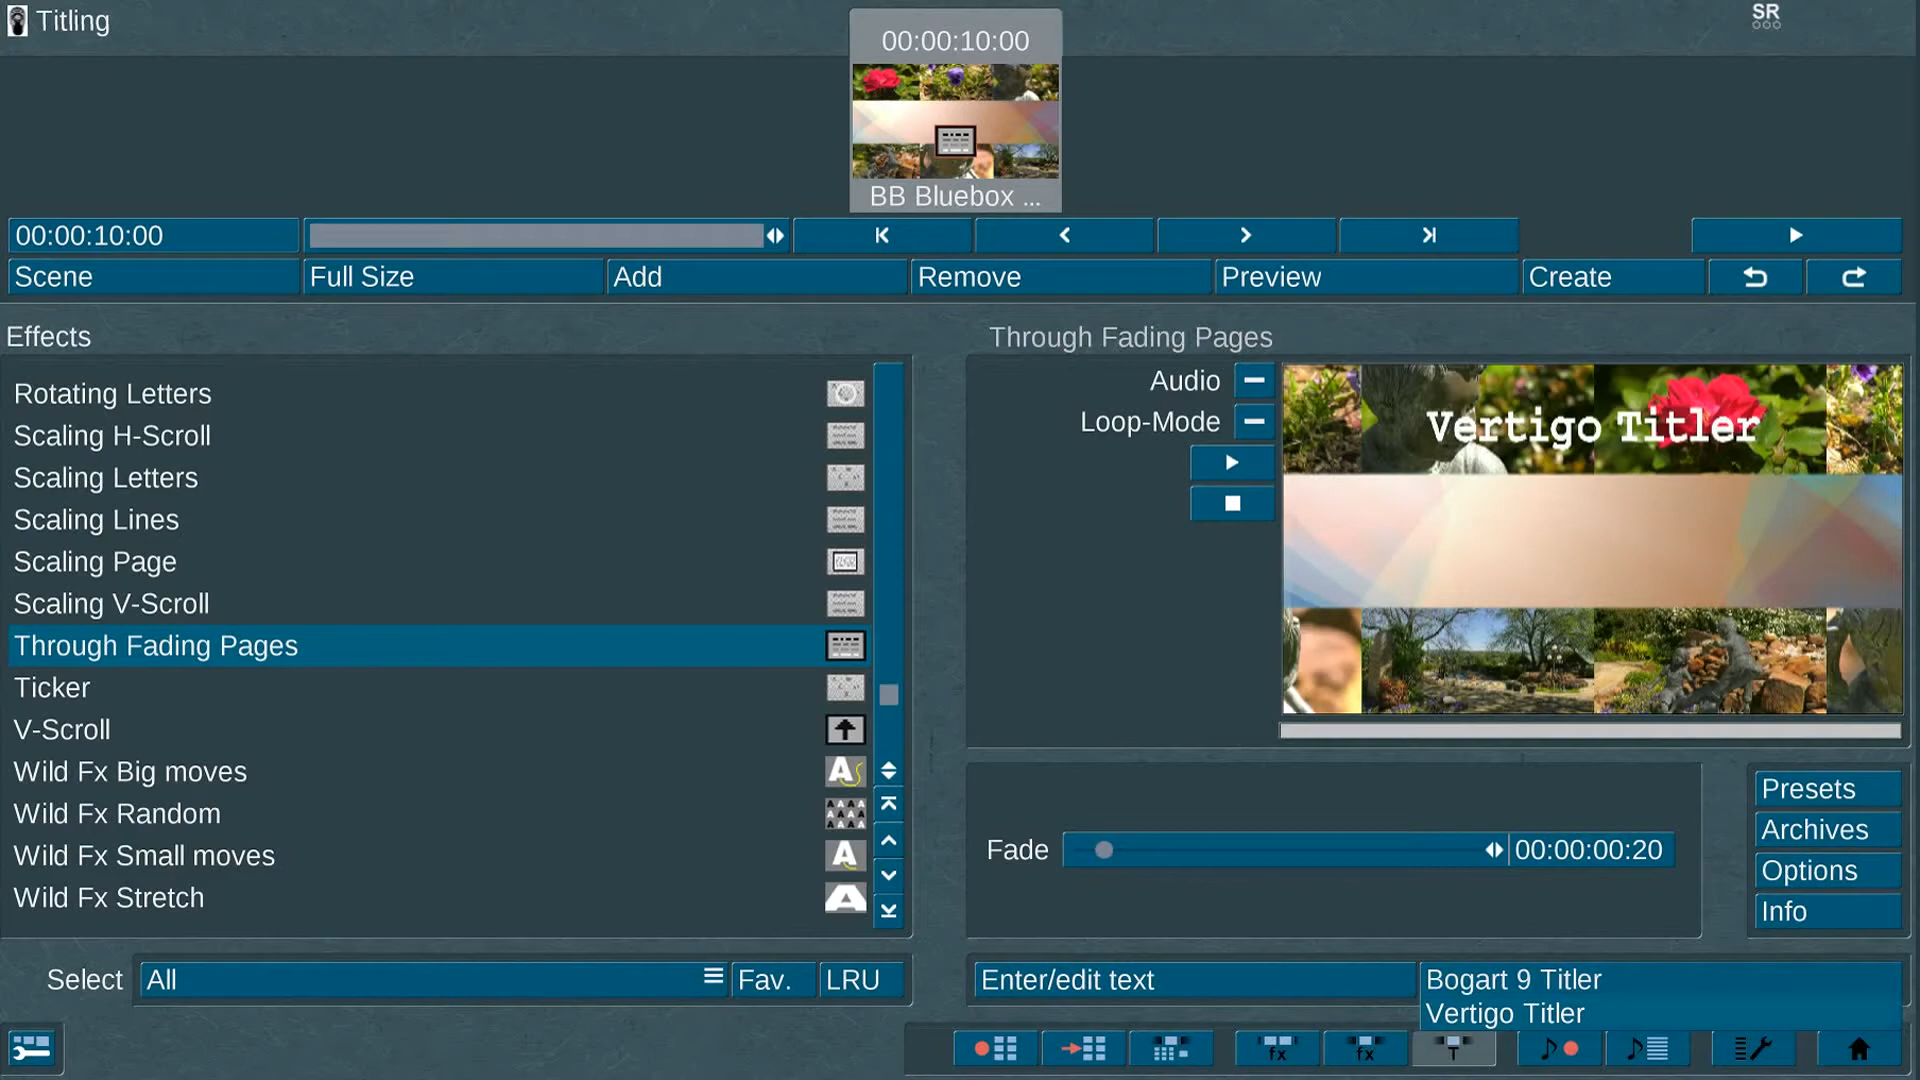 Titling
SR
00:00:10:00
BB Bluebox ...
00:00:10:00
Scene
Full Size
Add
Remove
Preview
Create
Effects
Rotating Letters
Scaling H-Scroll
Scaling Letters
Scaling Lines
Scaling Page
Scaling V-Scroll
Through Fading Pages
Ticker
V-Scroll
Wild Fx Big moves
Wild Fx Random
Wild Fx Small moves
Wild Fx Stretch
Select
All
Fav.
LRU
Through Fading Pages
Audio
Loop-Mode
Vertigo Titler
Fade
00:00:00:20
Presets
Archives
Options
Info
Enter/edit text
Bogart 9 Titler
Vertigo Titler
fx
fx
T